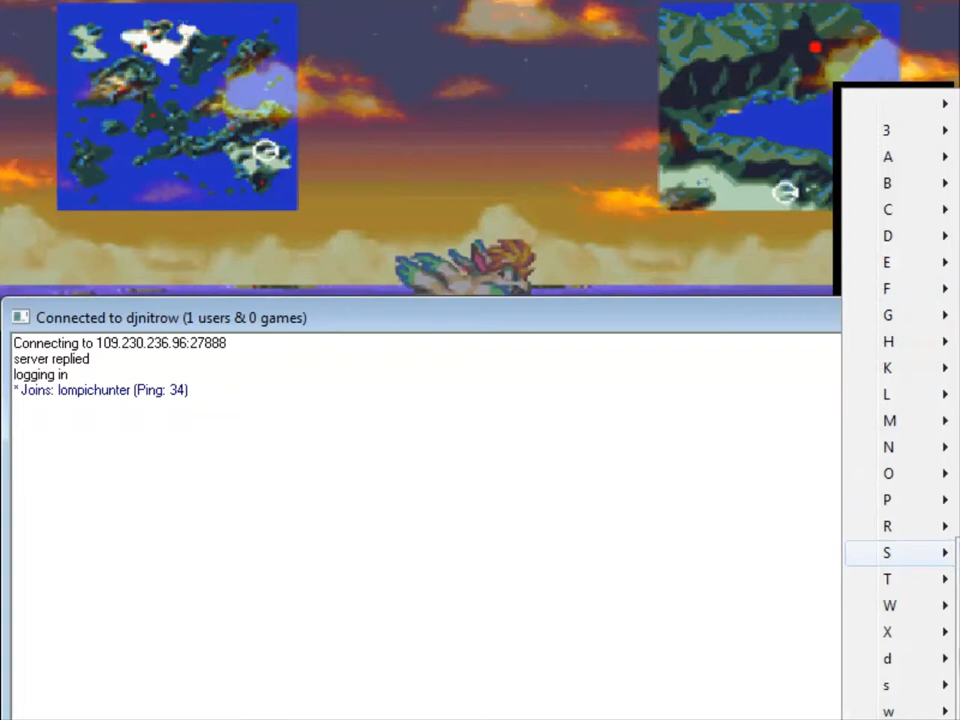 Connected to djnitrow (1 users & 0 games)
Connecting to 109.230.236.96:27888
server replied
logging in
* Joins: lompichunter (Ping: 34)
3
A
B
C
D
E
F
G
H
K
L
M
N
O
P
R
S
T
W
X
d
s
w